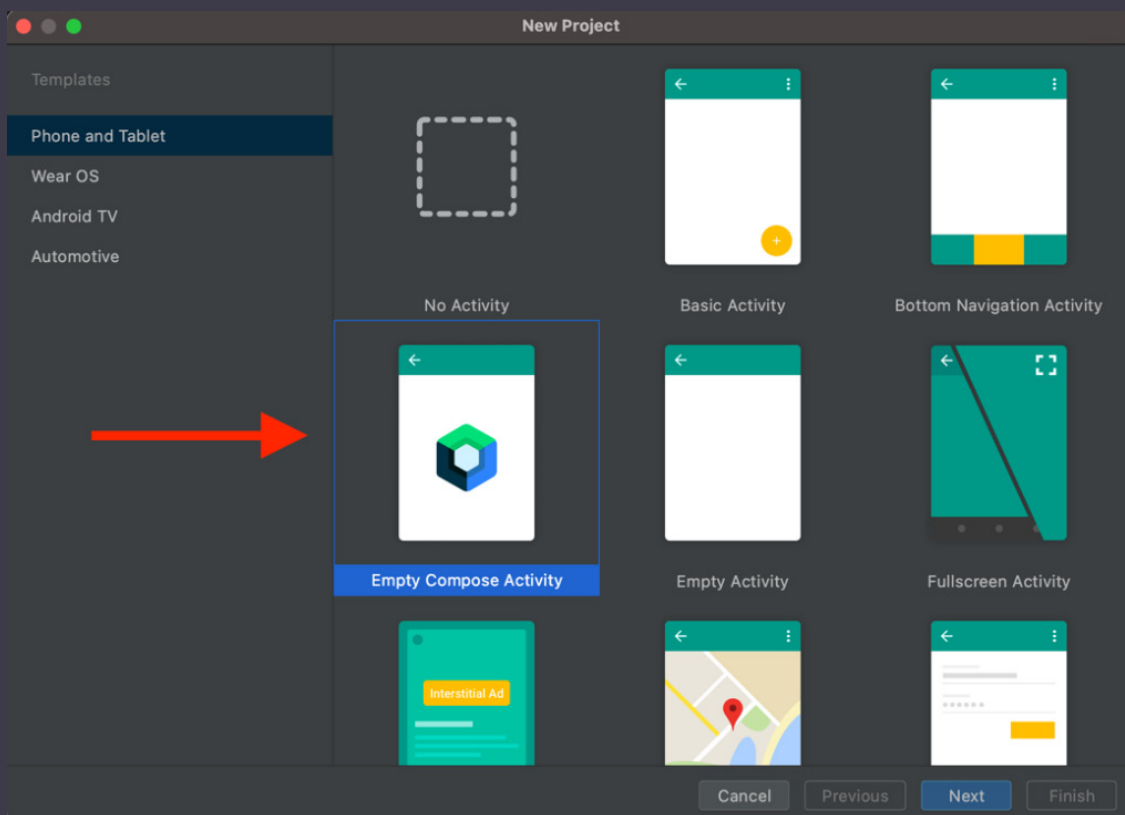 New Project
Templates
Phone and Tablet
Wear OS
Android TV
Automotive
No Activity
Basic Activity
Bottom Navigation Activity
Empty Compose Activity
Empty Activity
Fullscreen Activity
Interstitial Ad
Cancel
Previous
Next
Finish